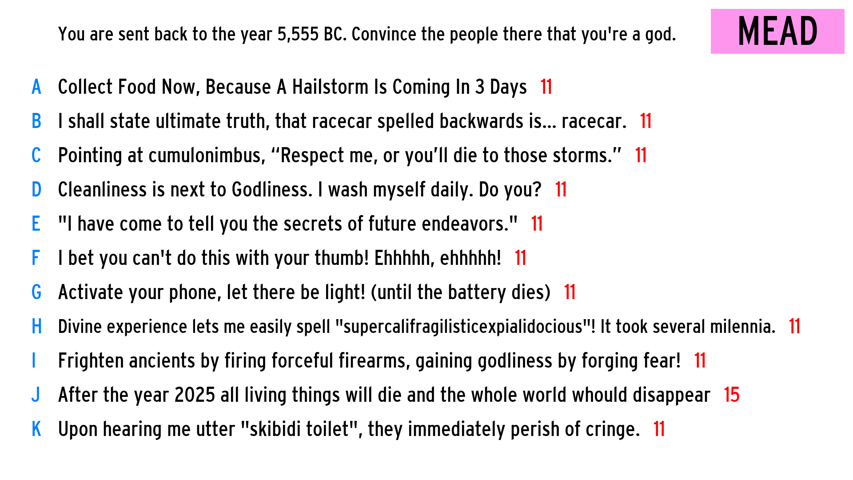 You are sent back to the year 5,555 BC. Convince the people there that you're a god. MEAD
A Collect Food Now, Because A Hailstorm Is Coming In 3 Days 11
B I shall state ultimate truth, that racecar spelled backwards is... racecar. 11
C Pointing at cumulonimbus, “Respect me, or you’ll die to those storms.” 11
D Cleanliness is next to Godliness. I wash myself daily. Do you? 11
E "I have come to tell you the secrets of future endeavors." 11
F I bet you can't do this with your thumb! Ehhhhh, ehhhhh! 11
G Activate your phone, let there be light! (until the battery dies) 11
H Divine experience lets me easily spell "supercalifragilisticexpialidocious"! It took several milennia. 11
I Frighten ancients by firing forceful firearms, gaining godliness by forging fear! 11
J After the year 2025 all living things will die and the whole world whould disappear 15
K Upon hearing me utter "skibidi toilet", they immediately perish of cringe. 11